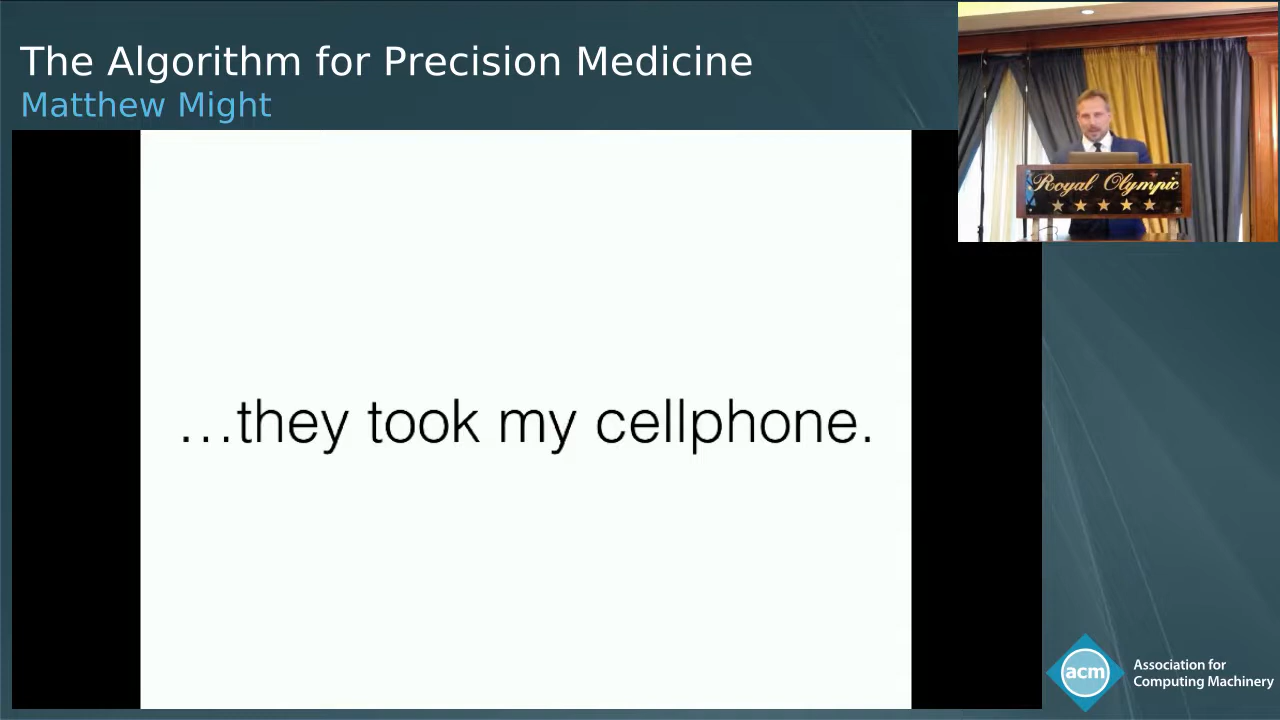 The Algorithm for Precision Medicine
Matthew Might
Royal Olympic
…they took my cellphone.
acm
Association for
Computing Machinery